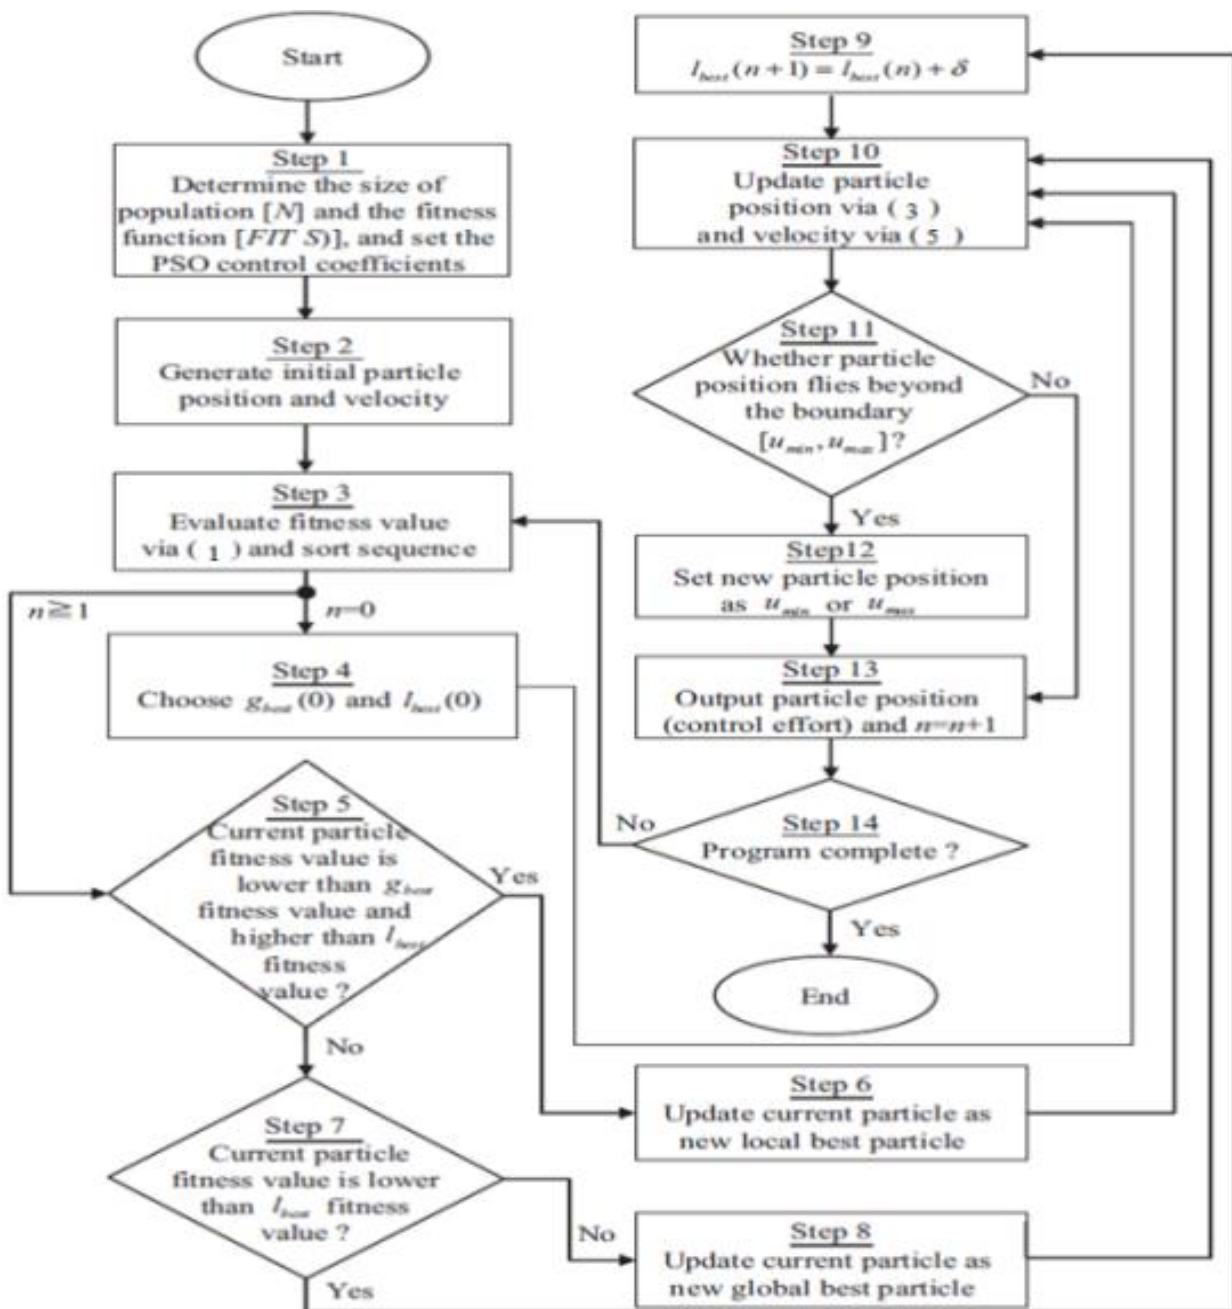 Start
Step 1
Determine the size of
population [N] and the fitness
function [FIT S)], and set the
PSO control coefficients
Step 2
Generate initial particle
position and velocity
Step 3
Evaluate fitness value
via ( 1 ) and sort sequence
n≧1
n=0
Step 4
Choose g_best(0) and l_best(0)
Step 5
Current particle
fitness value is
lower than g_best
fitness value and
higher than l_best
fitness
value ?
Yes
No
Step 7
Current particle
fitness value is lower
than l_best fitness
value ?
No
Yes
Step 6
Update current particle as
new local best particle
Step 8
Update current particle as
new global best particle
Step 9
l_best(n+1) = l_best(n) + δ
Step 10
Update particle
position via ( 3 )
and velocity via ( 5 )
Step 11
Whether particle
position flies beyond
the boundary
[u_min, u_max] ?
No
Yes
Step12
Set new particle position
as u_min or u_max
Step 13
Output particle position
(control effort) and n=n+1
Step 14
Program complete ?
No
Yes
End